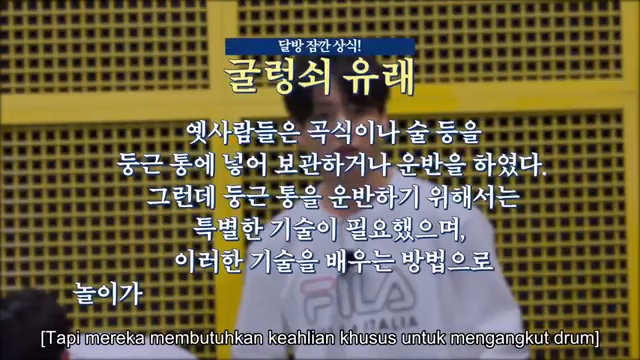 달방 잠깐 상식!
굴렁쇠 유래
옛사람들은 곡식이나 술 등을
둥근 통에 넣어 보관하거나 운반을 하였다.
그런데 둥근 통을 운반하기 위해서는
특별한 기술이 필요했으며,
이러한 기술을 배우는 방법으로
놀이가
FILA
ITALIA
[Tapi mereka membutuhkan keahlian khusus untuk mengangkut drum]